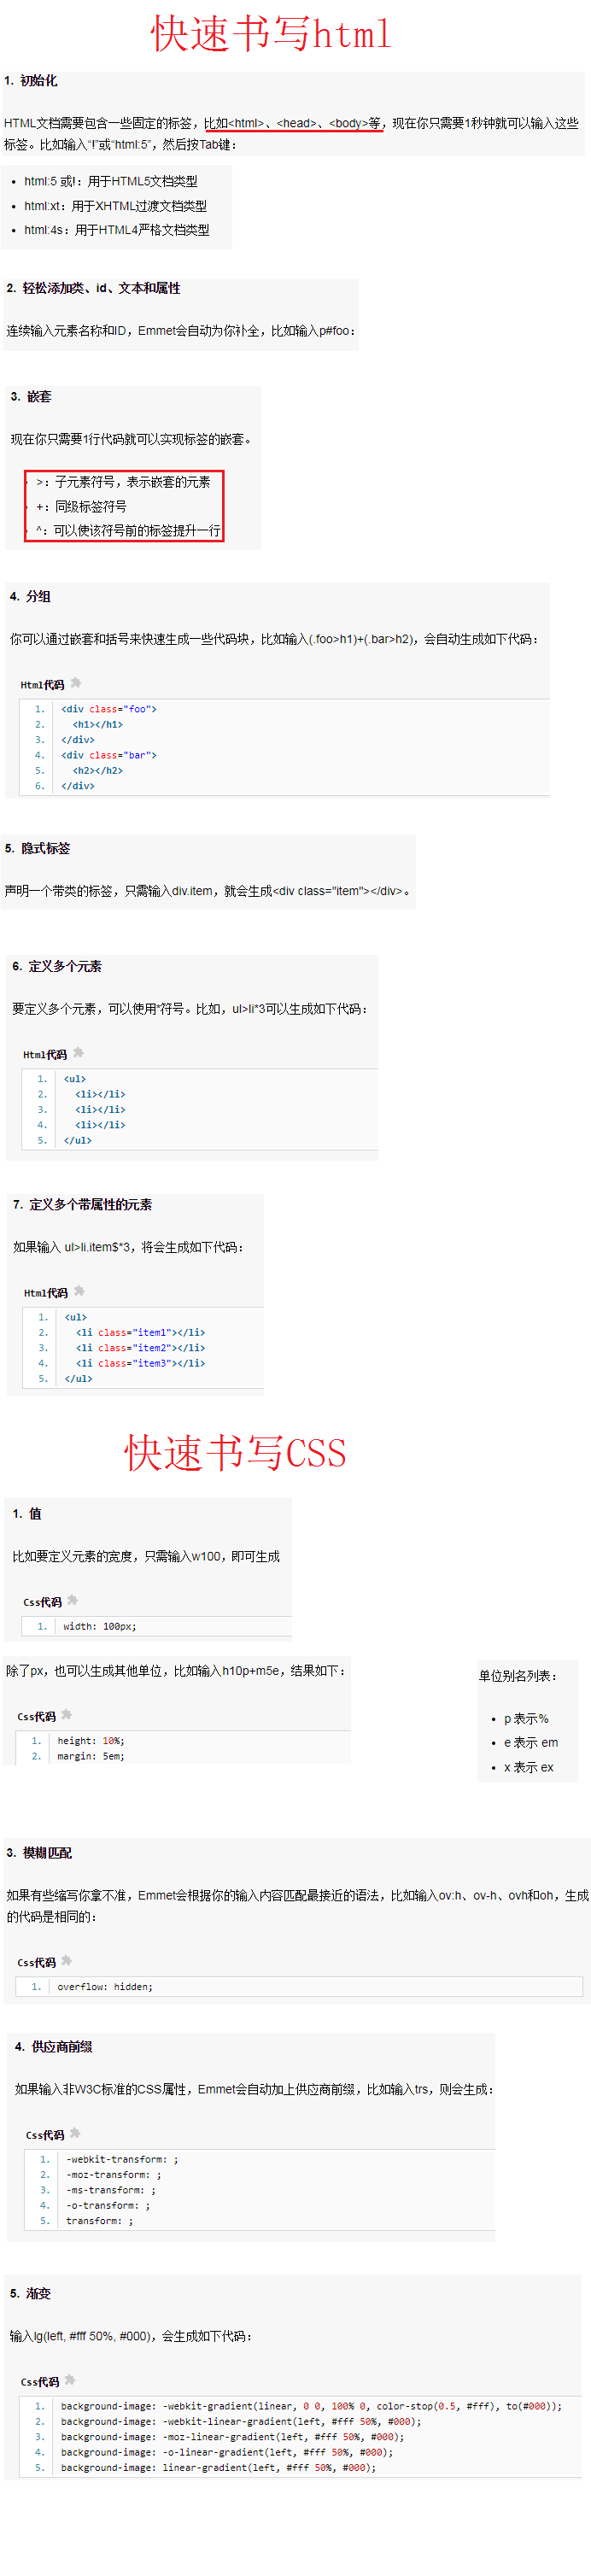 快速书写html
1. 初始化
HTML文档需要包含一些固定的标签，比如<html>、<head>、<body>等，现在你只需要1秒钟就可以输入这些
标签。比如输入“!”或“html:5”，然后按Tab键：
• html:5 或!：用于HTML5文档类型
• html:xt：用于XHTML过渡文档类型
• html:4s：用于HTML4严格文档类型
2. 轻松添加类、id、文本和属性
连续输入元素名称和ID，Emmet会自动为你补全，比如输入p#foo：
3. 嵌套
现在你只需要1行代码就可以实现标签的嵌套。
• >：子元素符号，表示嵌套的元素
• +：同级标签符号
• ^：可以使该符号前的标签提升一行
4. 分组
你可以通过嵌套和括号来快速生成一些代码块，比如输入(.foo>h1)+(.bar>h2)，会自动生成如下代码：
Html代码
1. <div class="foo">
2. <h1></h1>
3. </div>
4. <div class="bar">
5. <h2></h2>
6. </div>
5. 隐式标签
声明一个带类的标签，只需输入div.item，就会生成<div class="item"></div>。
6. 定义多个元素
要定义多个元素，可以使用*符号。比如，ul>li*3可以生成如下代码：
Html代码
1. <ul>
2. <li></li>
3. <li></li>
4. <li></li>
5. </ul>
7. 定义多个带属性的元素
如果输入 ul>li.item$*3，将会生成如下代码：
Html代码
1. <ul>
2. <li class="item1"></li>
3. <li class="item2"></li>
4. <li class="item3"></li>
5. </ul>
快速书写CSS
1. 值
比如要定义元素的宽度，只需输入w100，即可生成
Css代码
1. width: 100px;
除了px，也可以生成其他单位，比如输入h10p+m5e，结果如下：
Css代码
1. height: 10%;
2. margin: 5em;
单位别名列表：
• p 表示%
• e 表示 em
• x 表示 ex
3. 模糊匹配
如果有些缩写你拿不准，Emmet会根据你的输入内容匹配最接近的语法，比如输入ov:h、ov-h、ovh和oh，生成
的代码是相同的：
Css代码
1. overflow: hidden;
4. 供应商前缀
如果输入非W3C标准的CSS属性，Emmet会自动加上供应商前缀，比如输入trs，则会生成：
Css代码
1. -webkit-transform: ;
2. -moz-transform: ;
3. -ms-transform: ;
4. -o-transform: ;
5. transform: ;
5. 渐变
输入lg(left, #fff 50%, #000)，会生成如下代码：
Css代码
1. background-image: -webkit-gradient(linear, 0 0, 100% 0, color-stop(0.5, #fff), to(#000));
2. background-image: -webkit-linear-gradient(left, #fff 50%, #000);
3. background-image: -moz-linear-gradient(left, #fff 50%, #000);
4. background-image: -o-linear-gradient(left, #fff 50%, #000);
5. background-image: linear-gradient(left, #fff 50%, #000);